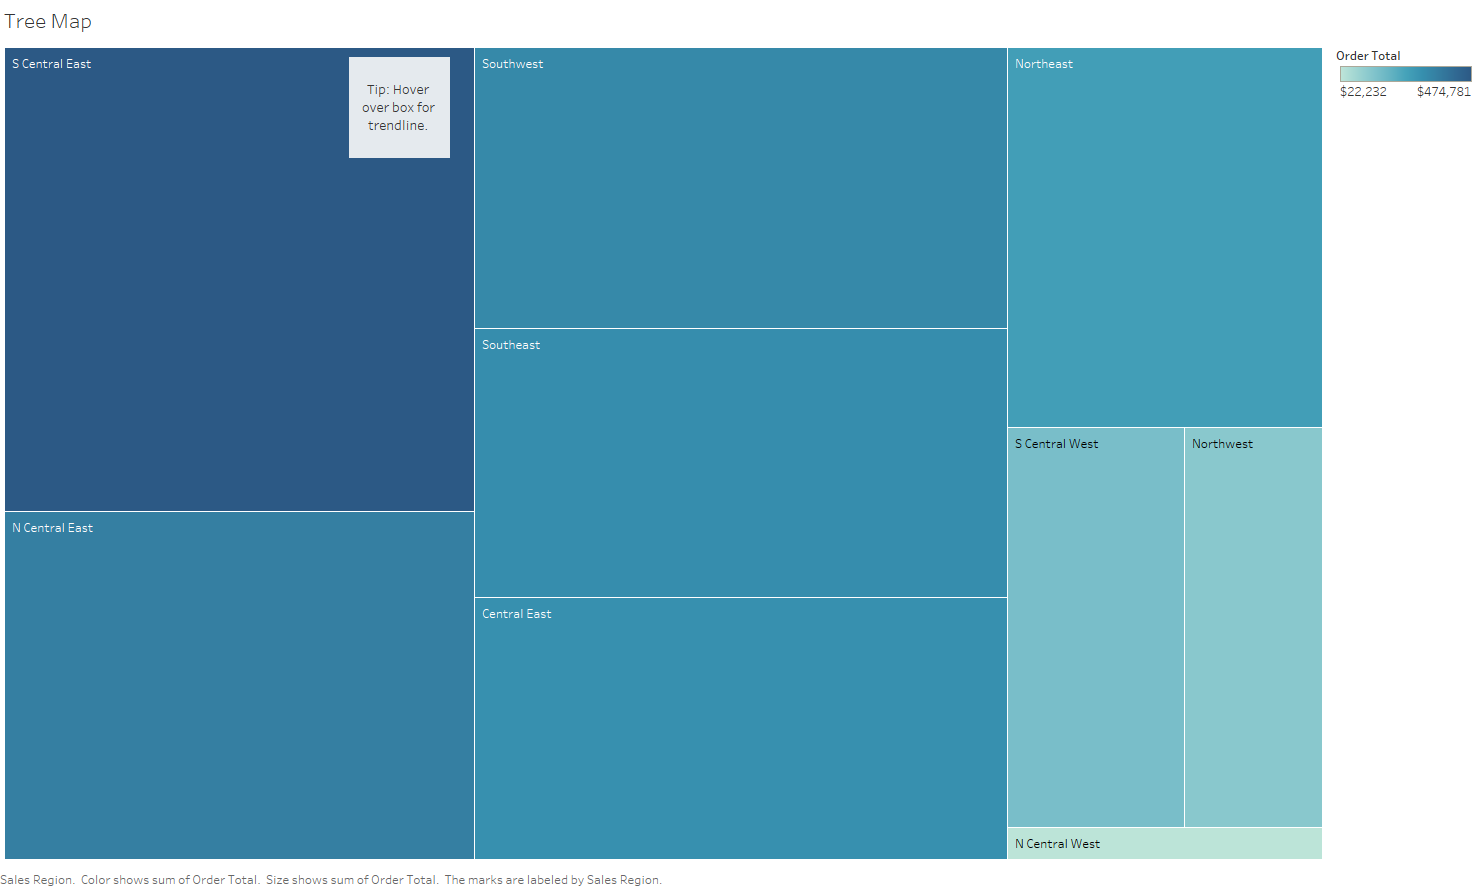 Tree Map
S Central East
Tip: Hover
over box for
trendline.
Southwest
Northeast
Order Total
$22,232
$474,781
Southeast
S Central West
Northwest
N Central East
Central East
N Central West
Sales Region.  Color shows sum of Order Total.  Size shows sum of Order Total.  The marks are labeled by Sales Region.